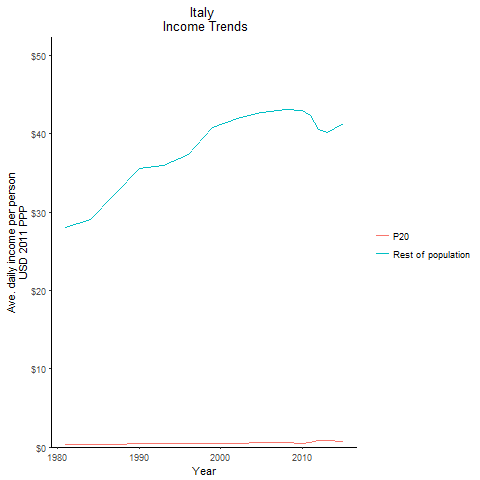 Italy
Income Trends
$50
$40
$30
$20
$10
$0
1980
1990
2000
2010
Year
Ave. daily income per person
USD 2011 PPP
P20
Rest of population